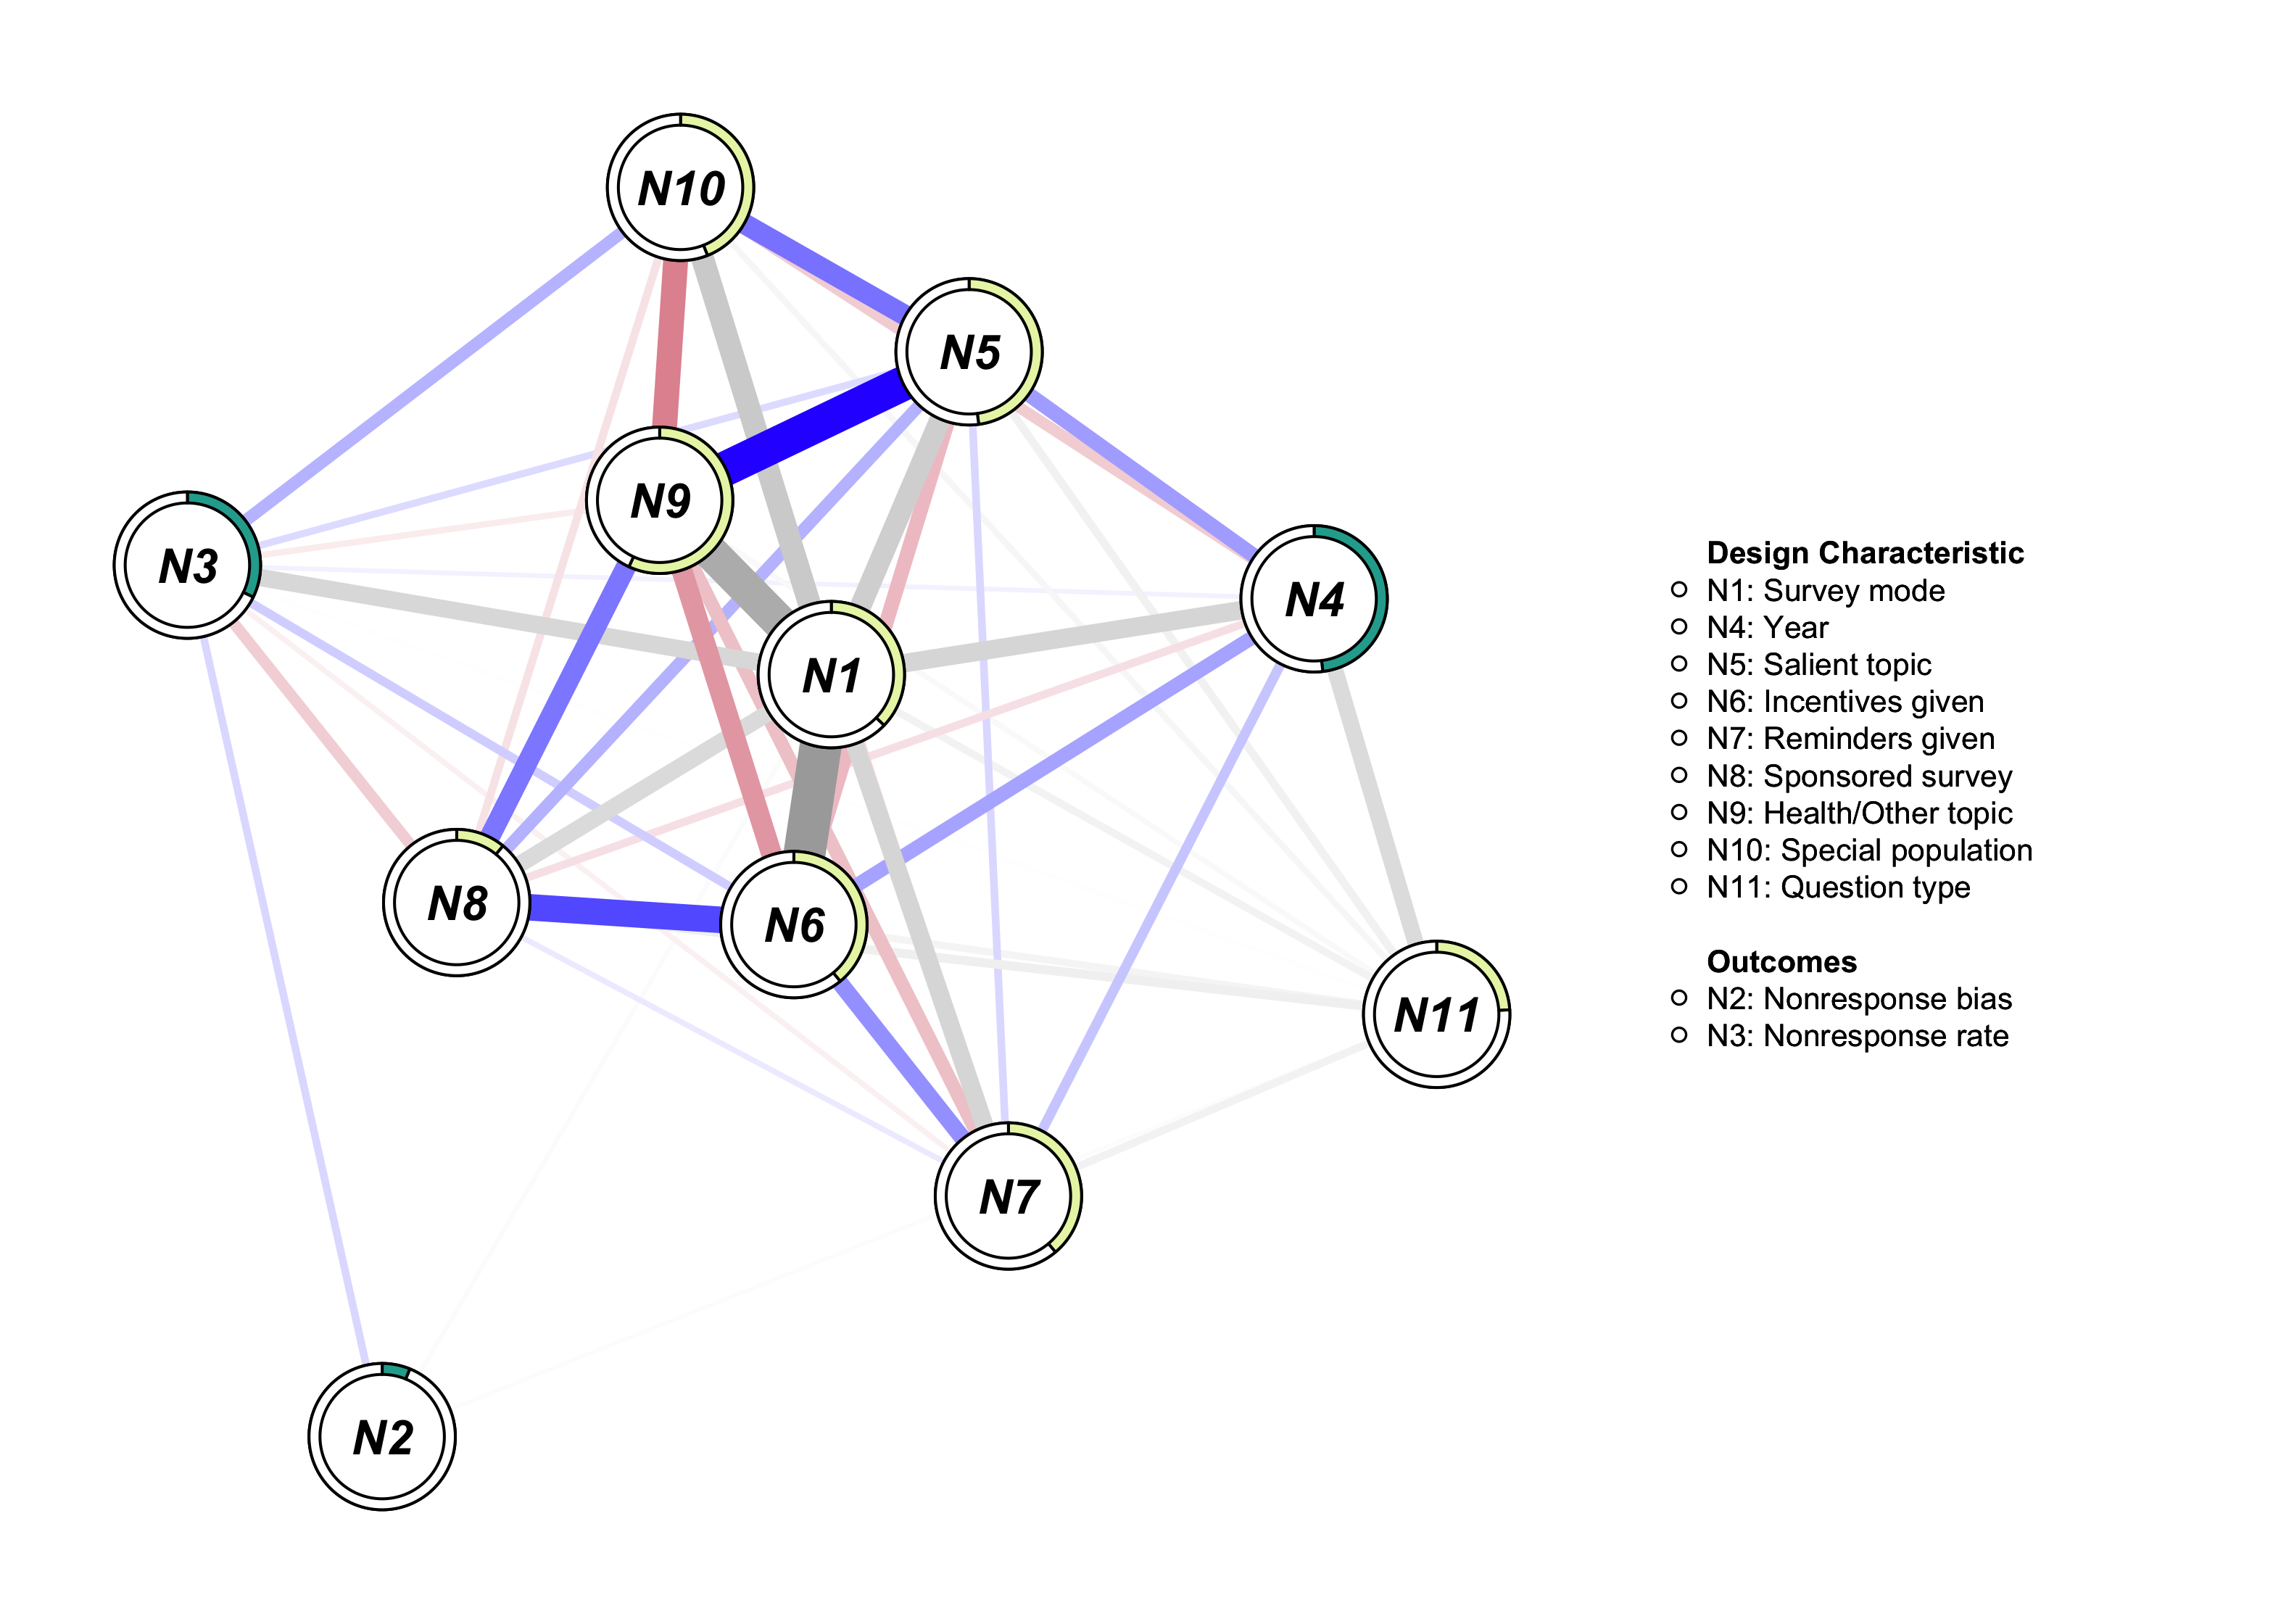 N10
N5
N9
N3
N4
N1
N8
N6
N11
N7
N2
Design Characteristic
N1: Survey mode
N4: Year
N5: Salient topic
N6: Incentives given
N7: Reminders given
N8: Sponsored survey
N9: Health/Other topic
N10: Special population
N11: Question type
Outcomes
N2: Nonresponse bias
N3: Nonresponse rate